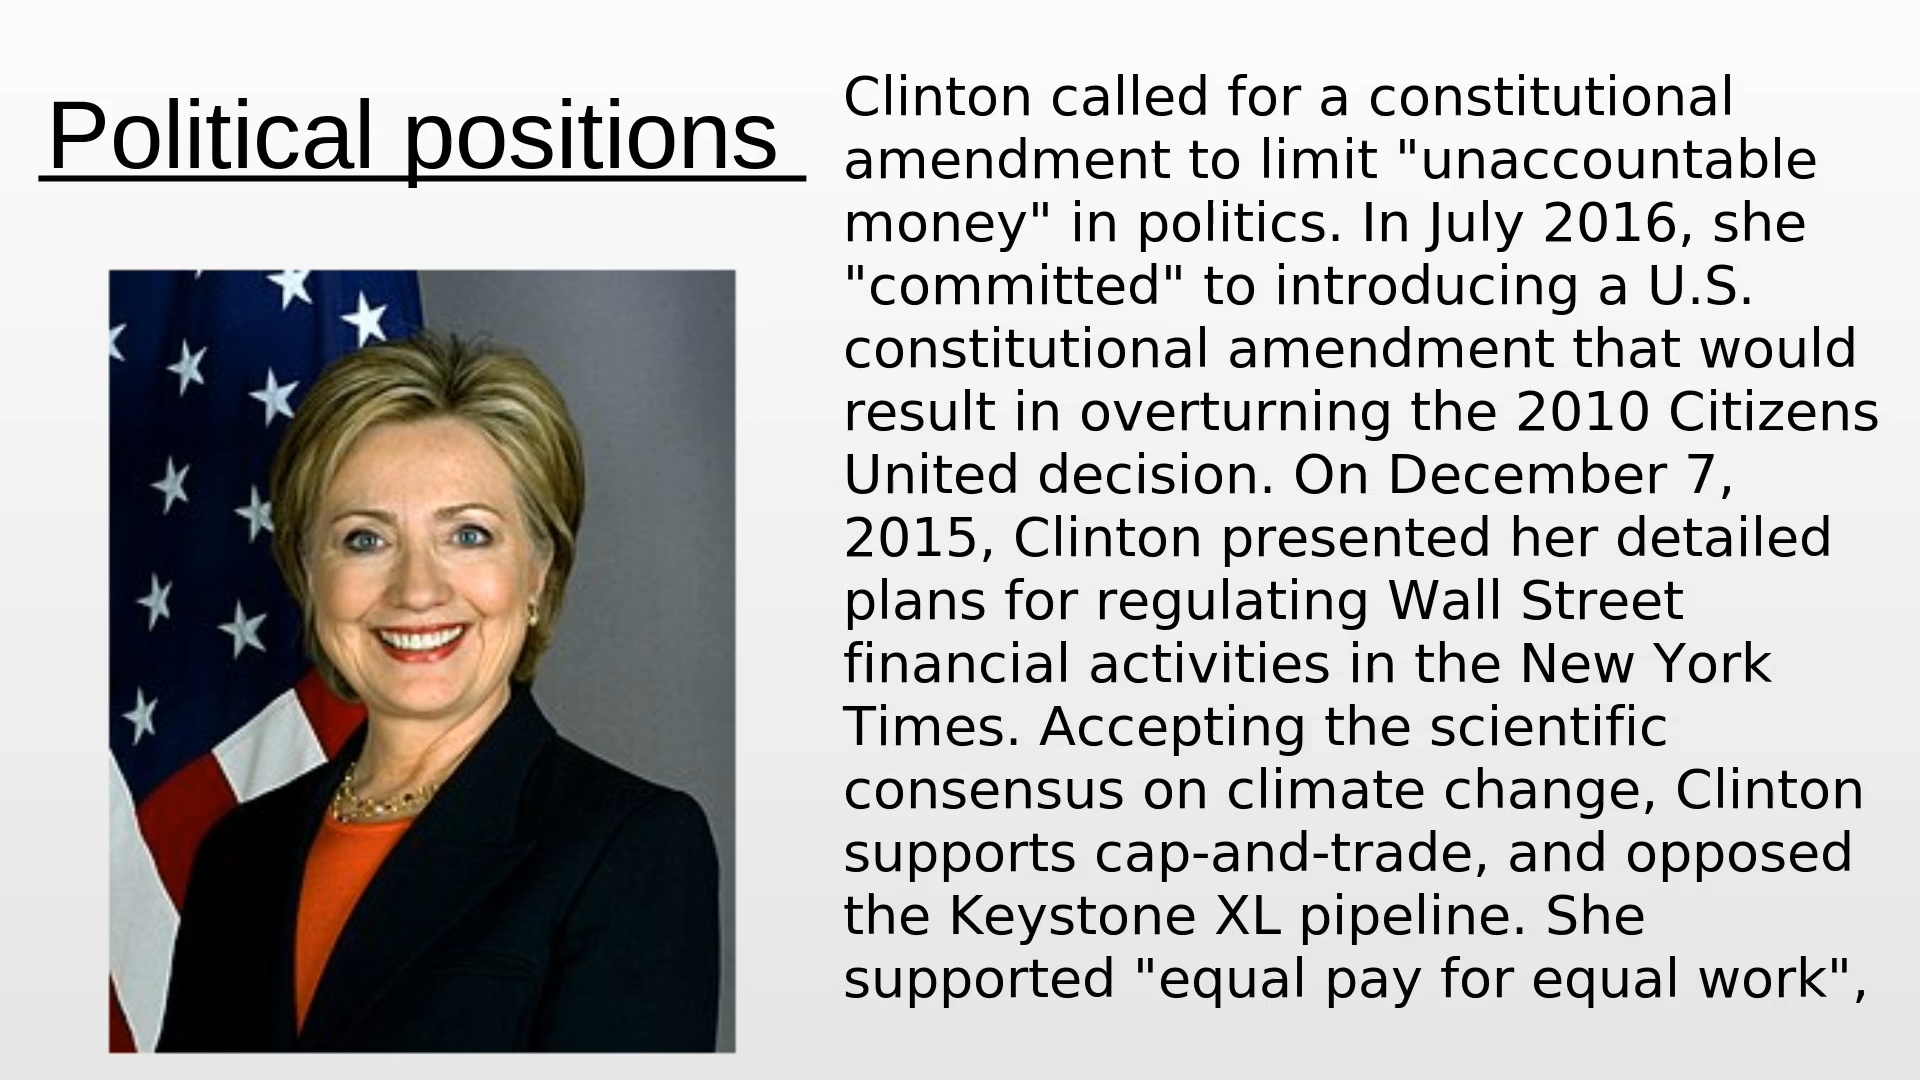 Political positions
Clinton called for a constitutional
amendment to limit "unaccountable
money" in politics. In July 2016, she
"committed" to introducing a U.S.
constitutional amendment that would
result in overturning the 2010 Citizens
United decision. On December 7,
2015, Clinton presented her detailed
plans for regulating Wall Street
financial activities in the New York
Times. Accepting the scientific
consensus on climate change, Clinton
supports cap-and-trade, and opposed
the Keystone XL pipeline. She
supported "equal pay for equal work",